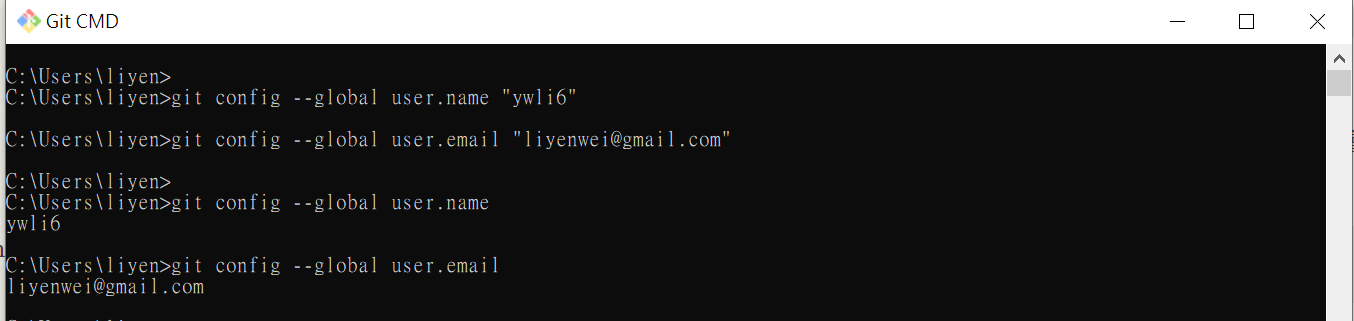 Git CMD
C:\Users\liyen>
C:\Users\liyen>git config --global user.name "ywli6"
C:\Users\liyen>git config --global user.email "liyenwei@gmail.com"
C:\Users\liyen>
C:\Users\liyen>git config --global user.name
ywli6
C:\Users\liyen>git config --global user.email
liyenwei@gmail.com